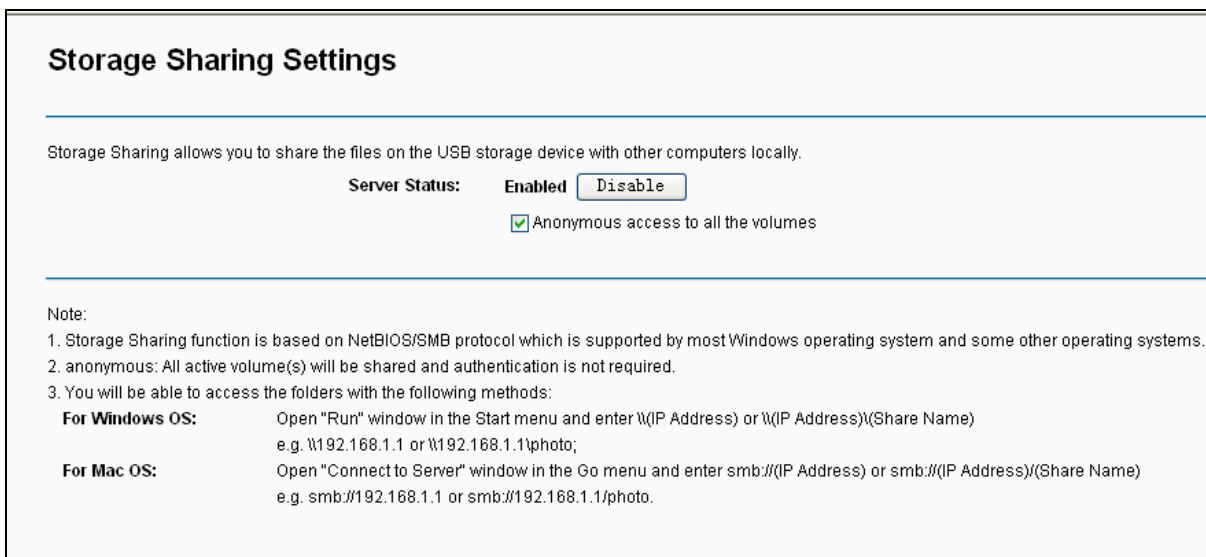 Storage Sharing Settings
Storage Sharing allows you to share the files on the USB storage device with other computers locally.
Server Status: Enabled Disable
Anonymous access to all the volumes
Note:
1. Storage Sharing function is based on NetBIOS/SMB protocol which is supported by most Windows operating system and some other operating systems.
2. anonymous: All active volume(s) will be shared and authentication is not required.
3. You will be able to access the folders with the following methods:
For Windows OS: Open "Run" window in the Start menu and enter \\(IP Address) or \\(IP Address)\(Share Name)
e.g. \\192.168.1.1 or \\192.168.1.1\photo;
For Mac OS: Open "Connect to Server" window in the Go menu and enter smb://(IP Address) or smb://(IP Address)/(Share Name)
e.g. smb://192.168.1.1 or smb://192.168.1.1/photo.